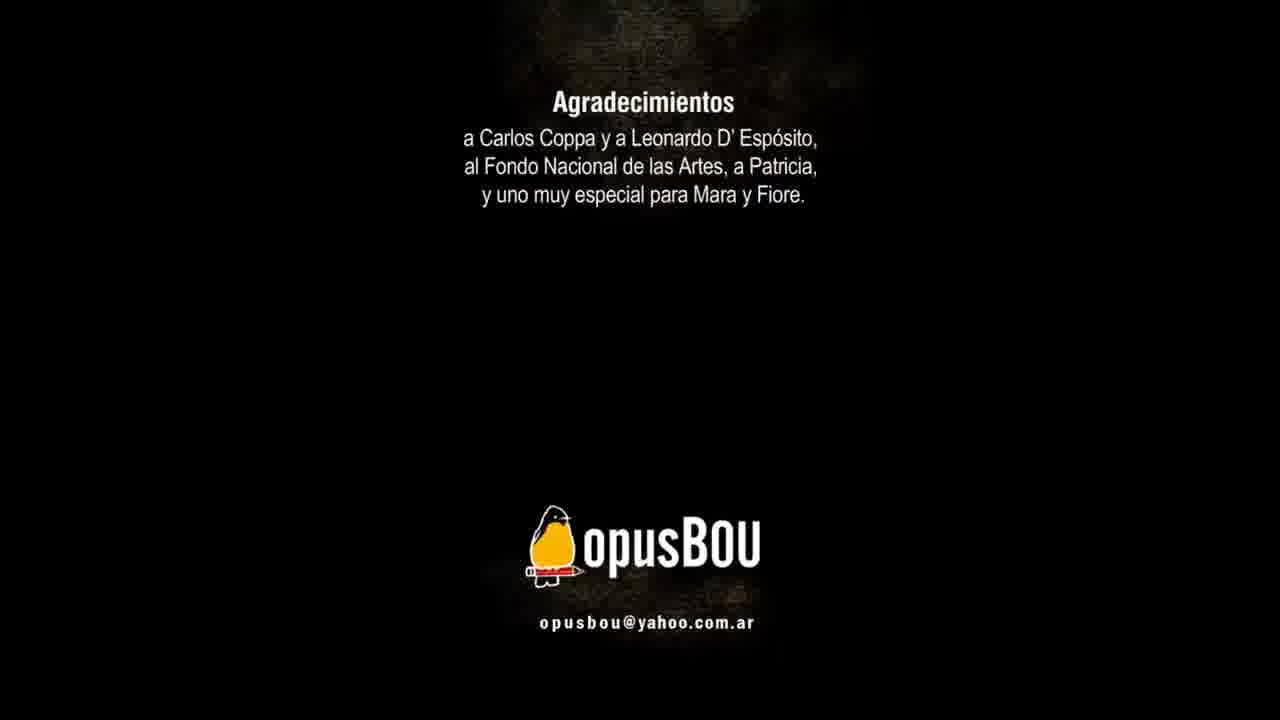 Agradecimientos
a Carlos Coppa y a Leonardo D' Espósito,
al Fondo Nacional de las Artes, a Patricia,
y uno muy especial para Mara y Fiore.
opusBOU
opusbou@yahoo.com.ar